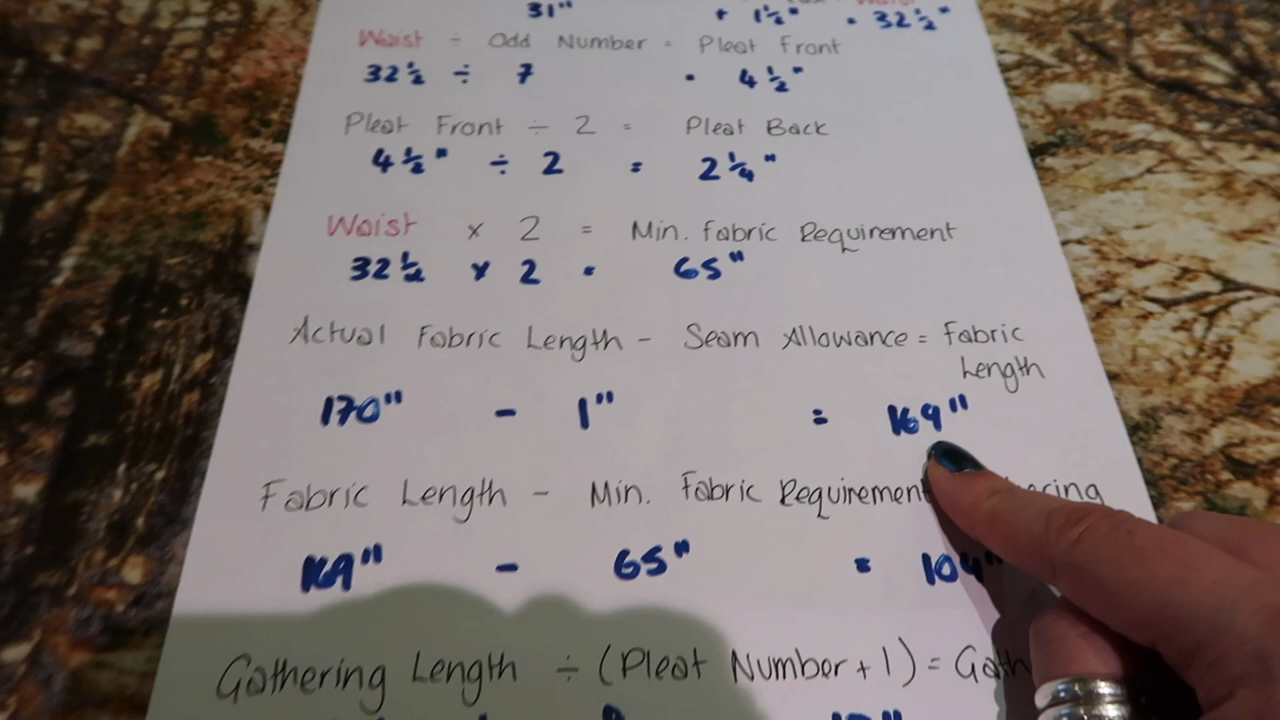 31" + 1½" = 32½"
Waist ÷ Odd Number = Pleat Front
32½ ÷ 7 = 4½"
Pleat Front ÷ 2 = Pleat Back
4½" ÷ 2 = 2¼"
Waist x 2 = Min. Fabric Requirement
32½ x 2 = 65"
Actual Fabric Length - Seam Allowance = Fabric
Length
170" - 1" = 169"
Fabric Length - Min. Fabric Requirement
169" - 65" = 104"
Gathering Length ÷ (Pleat Number + 1) =